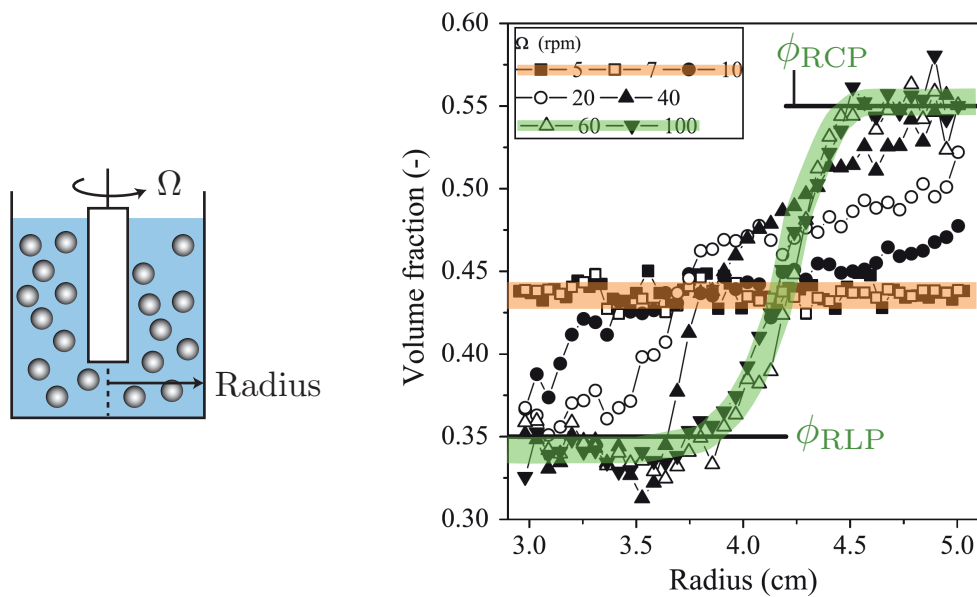 Ω
Radius
Volume fraction (-)
0.60
0.55
0.50
0.45
0.40
0.35
0.30
Ω (rpm)
5 7 10
20 40
60 100
ϕRCP
ϕRLP
3.0 3.5 4.0 4.5 5.0
Radius (cm)